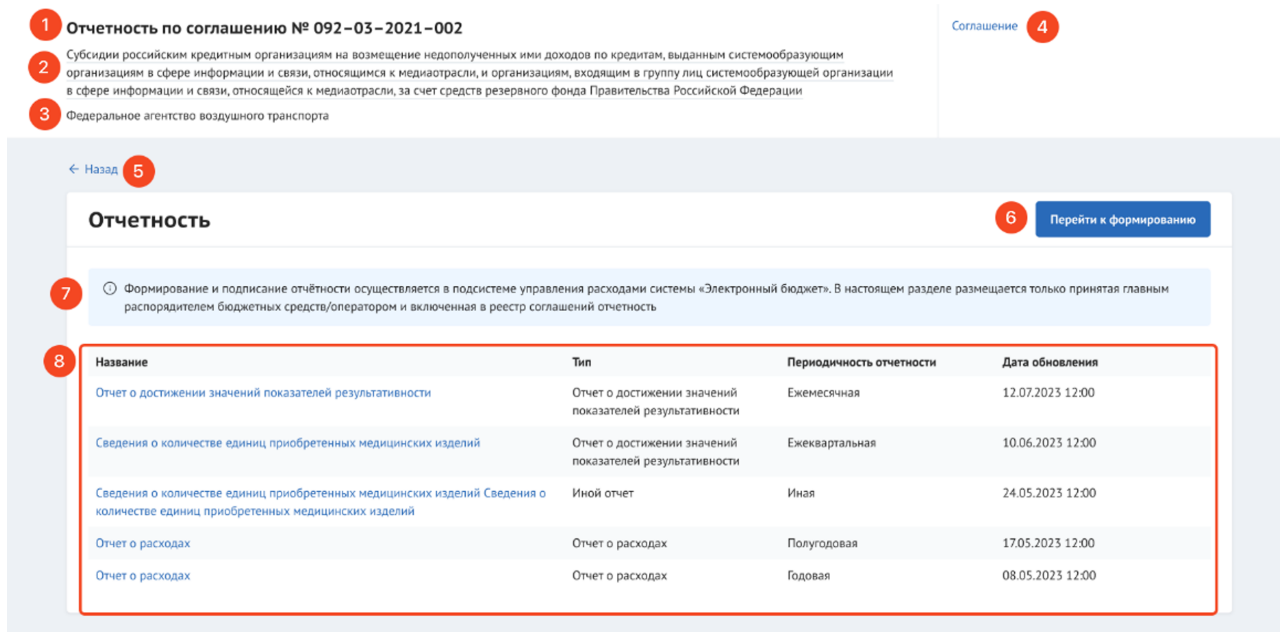 1 Отчетность по соглашению № 092-03-2021-002
Соглашение 4
2 Субсидии российским кредитным организациям на возмещение недополученных ими доходов по кредитам, выданным системообразующим
организациям в сфере информации и связи, относящимся к медиаотрасли, и организациям, входящим в группу лиц системообразующей организации
в сфере информации и связи, относящейся к медиаотрасли, за счет средств резервного фонда Правительства Российской Федерации
3 Федеральное агентство воздушного транспорта
← Назад 5
Отчетность
6 Перейти к формированию
7 Формирование и подписание отчётности осуществляется в подсистеме управления расходами системы «Электронный бюджет». В настоящем разделе размещается только принятая главным
распорядителем бюджетных средств/оператором и включенная в реестр соглашений отчетность
8
Название Тип Периодичность отчетности Дата обновления
Отчет о достижении значений показателей результативности Отчет о достижении значений Ежемесячная 12.07.2023 12:00
показателей результативности
Сведения о количестве единиц приобретенных медицинских изделий Отчет о достижении значений Ежеквартальная 10.06.2023 12:00
показателей результативности
Сведения о количестве единиц приобретенных медицинских изделий Сведения о Иной отчет Иная 24.05.2023 12:00
количестве единиц приобретенных медицинских изделий
Отчет о расходах Отчет о расходах Полугодовая 17.05.2023 12:00
Отчет о расходах Отчет о расходах Годовая 08.05.2023 12:00